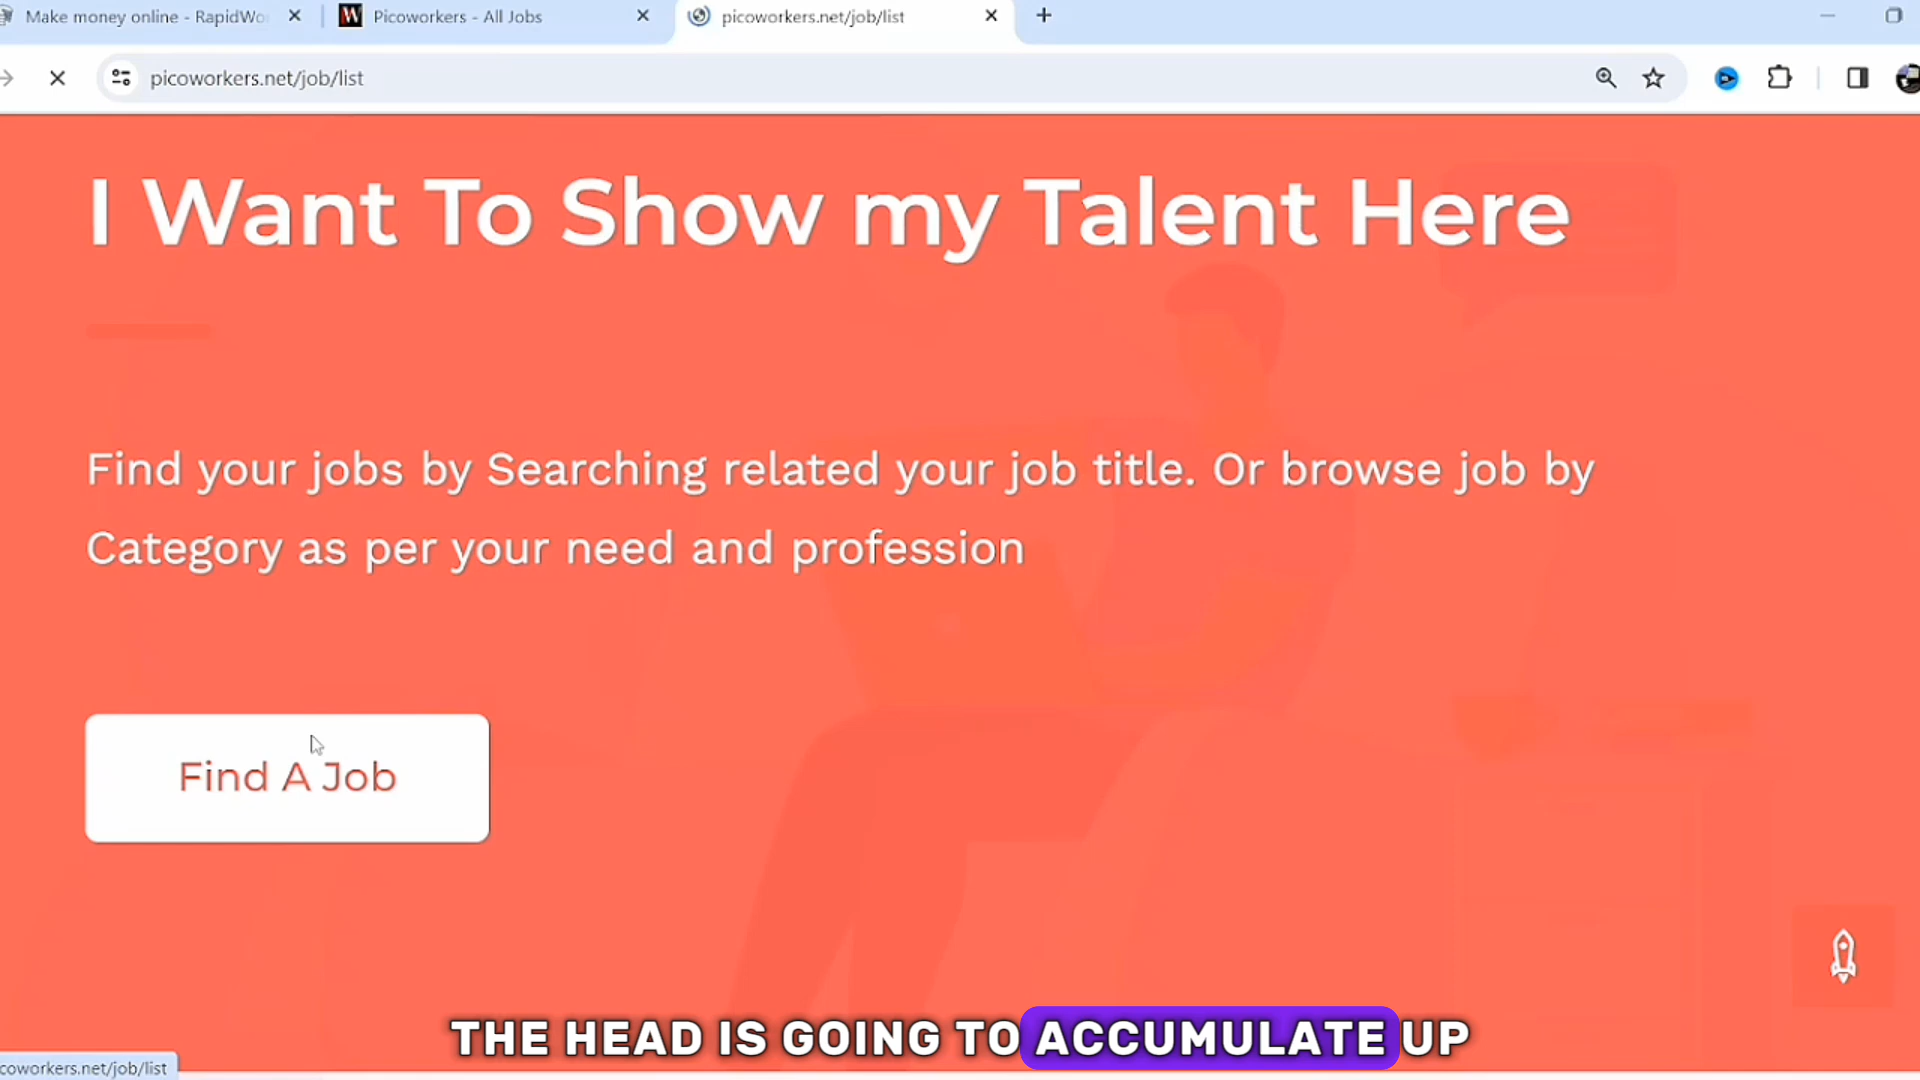 Make money online - RapidWo
Picoworkers - All Jobs
picoworkers.net/job/list
picoworkers.net/job/list
I Want To Show my Talent Here
Find your jobs by Searching related your job title. Or browse job by
Category as per your need and profession
Find A Job
THE HEAD IS GOING TO ACCUMULATE UP
coworkers.net/job/list